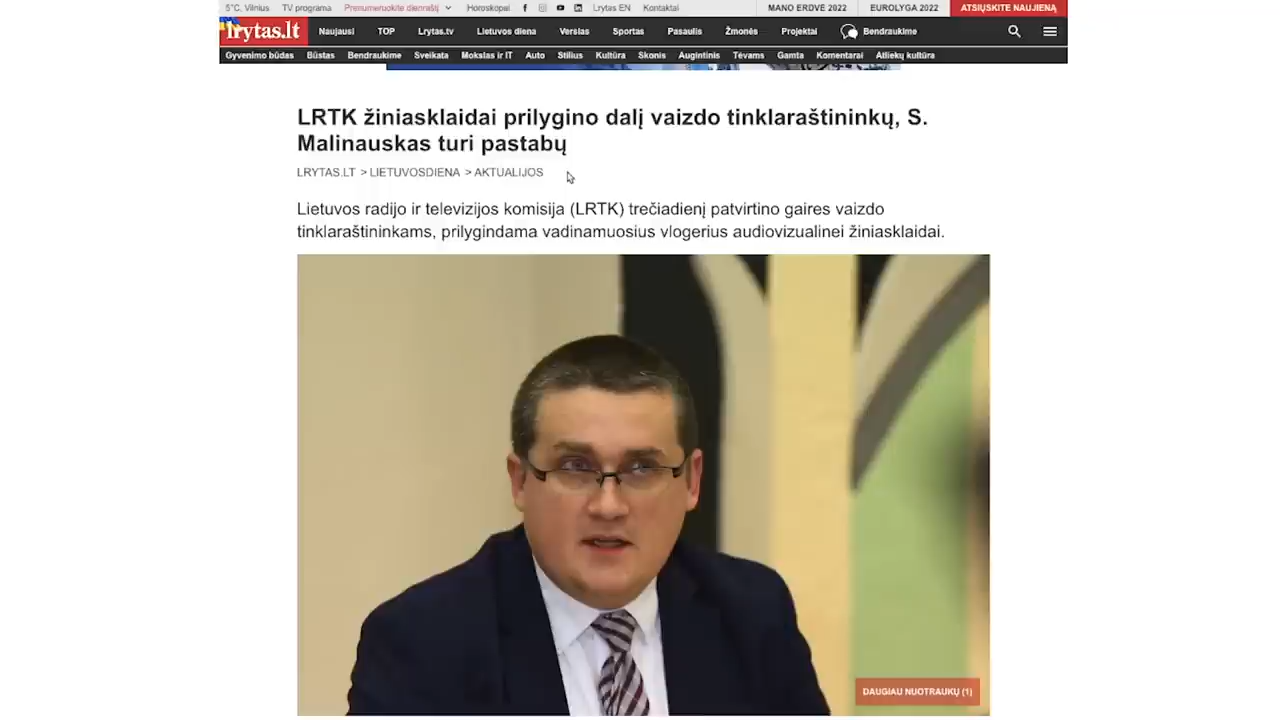 5°C, Vilnius TV programa Prenumeruokite dienraštį Horoskopai Lrytas EN Kontaktai MANO ERDVĖ 2022 EUROLYGA 2022 ATSIŲSKITE NAUJIENĄ
lrytas.lt Naujausi TOP Lrytas.tv Lietuvos diena Verslas Sportas Pasaulis Žmonės Projektai Bendraukime
Gyvenimo būdas Būstas Bendraukime Sveikata Mokslas ir IT Auto Stilius Kultūra Skonis Augintinis Tėvams Gamta Komentarai Atliekų kultūra
LRTK žiniasklaidai prilygino dalį vaizdo tinklaraštininkų, S.
Malinauskas turi pastabų
LRYTAS.LT > LIETUVOSDIENA > AKTUALIJOS
Lietuvos radijo ir televizijos komisija (LRTK) trečiadienį patvirtino gaires vaizdo
tinklaraštininkams, prilygindama vadinamuosius vlogerius audiovizualinei žiniasklaidai.
DAUGIAU NUOTRAUKŲ (1)